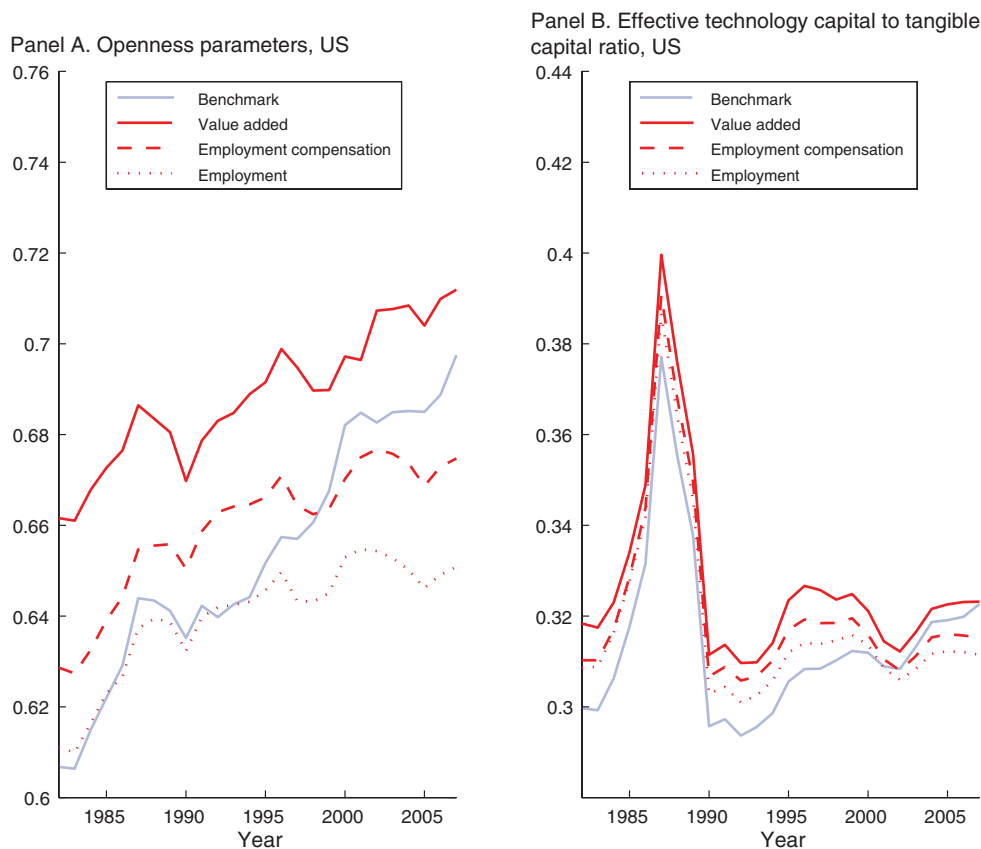 Panel A. Openness parameters, US
0.76
0.74
0.72
0.7
0.68
0.66
0.64
0.62
0.6
Benchmark
Value added
Employment compensation
Employment
1985
1990
1995
2000
2005
Year
Panel B. Effective technology capital to tangible
capital ratio, US
0.44
0.42
0.4
0.38
0.36
0.34
0.32
0.3
Benchmark
Value added
Employment compensation
Employment
1985
1990
1995
2000
2005
Year